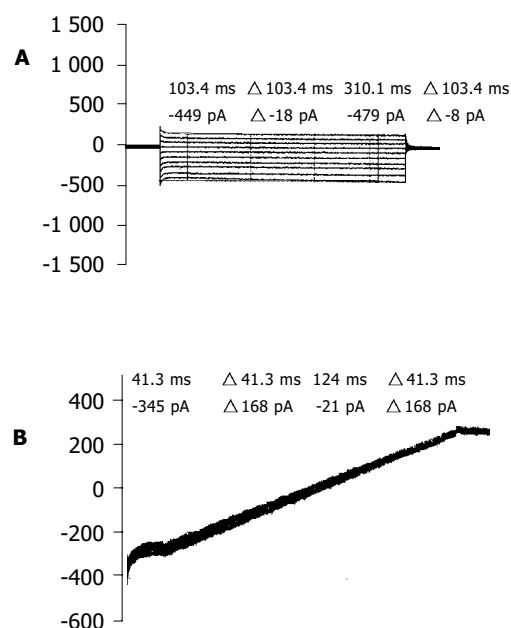 A
1 500
1 000
500
0
-500
-1 000
-1 500
103.4 ms △ 103.4 ms 310.1 ms △ 103.4 ms
-449 pA △ -18 pA -479 pA △ -8 pA
B
400
200
0
-200
-400
-600
41.3 ms △ 41.3 ms 124 ms △ 41.3 ms
-345 pA △ 168 pA -21 pA △ 168 pA